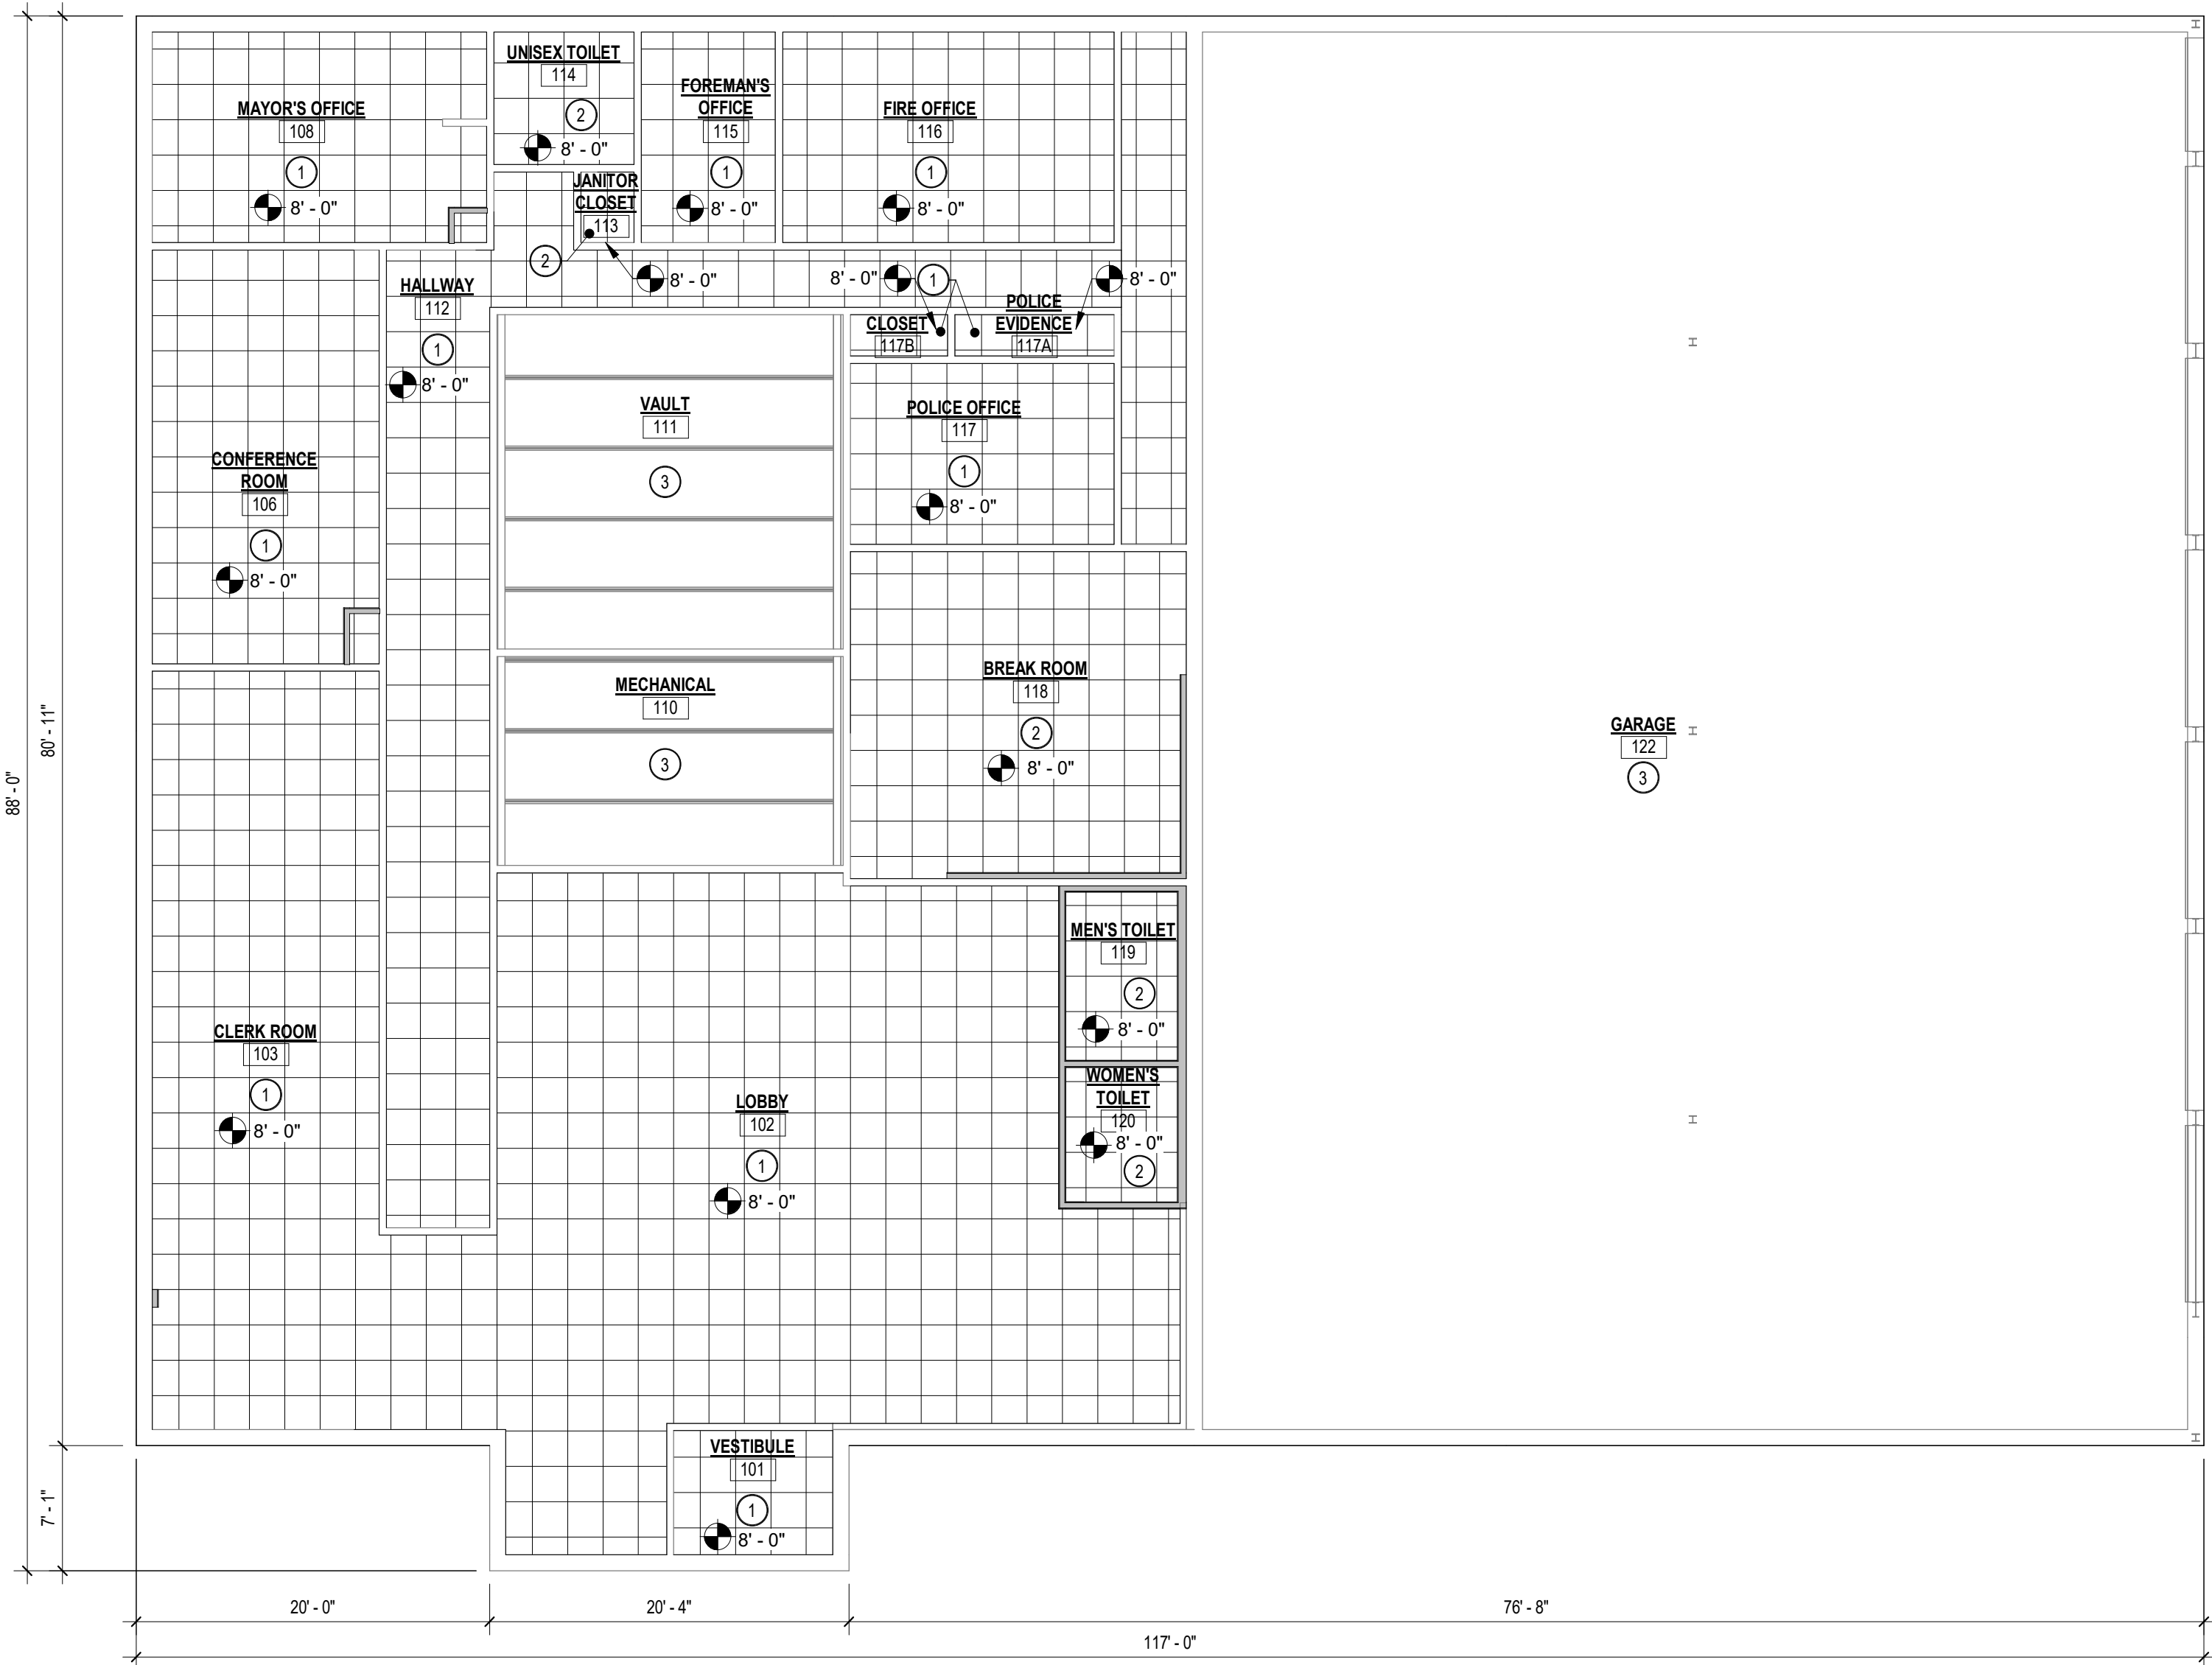 MAYOR'S OFFICE
108
1
8' - 0"
UNISEX TOILET
114
2
8' - 0"
FOREMAN'S
OFFICE
115
1
8' - 0"
FIRE OFFICE
116
1
8' - 0"
JANITOR
CLOSET
113
2
8' - 0"
8' - 0"
1
8' - 0"
HALLWAY
112
1
8' - 0"
CLOSET
117B
POLICE
EVIDENCE
117A
VAULT
111
3
POLICE OFFICE
117
1
8' - 0"
CONFERENCE
ROOM
106
1
8' - 0"
MECHANICAL
110
3
BREAK ROOM
118
2
8' - 0"
GARAGE
122
3
MEN'S TOILET
119
2
8' - 0"
WOMEN'S
TOILET
120
8' - 0"
2
CLERK ROOM
103
1
8' - 0"
LOBBY
102
1
8' - 0"
VESTIBULE
101
1
8' - 0"
88' - 0"
80' - 11"
7' - 1"
20' - 0"
20' - 4"
76' - 8"
117' - 0"